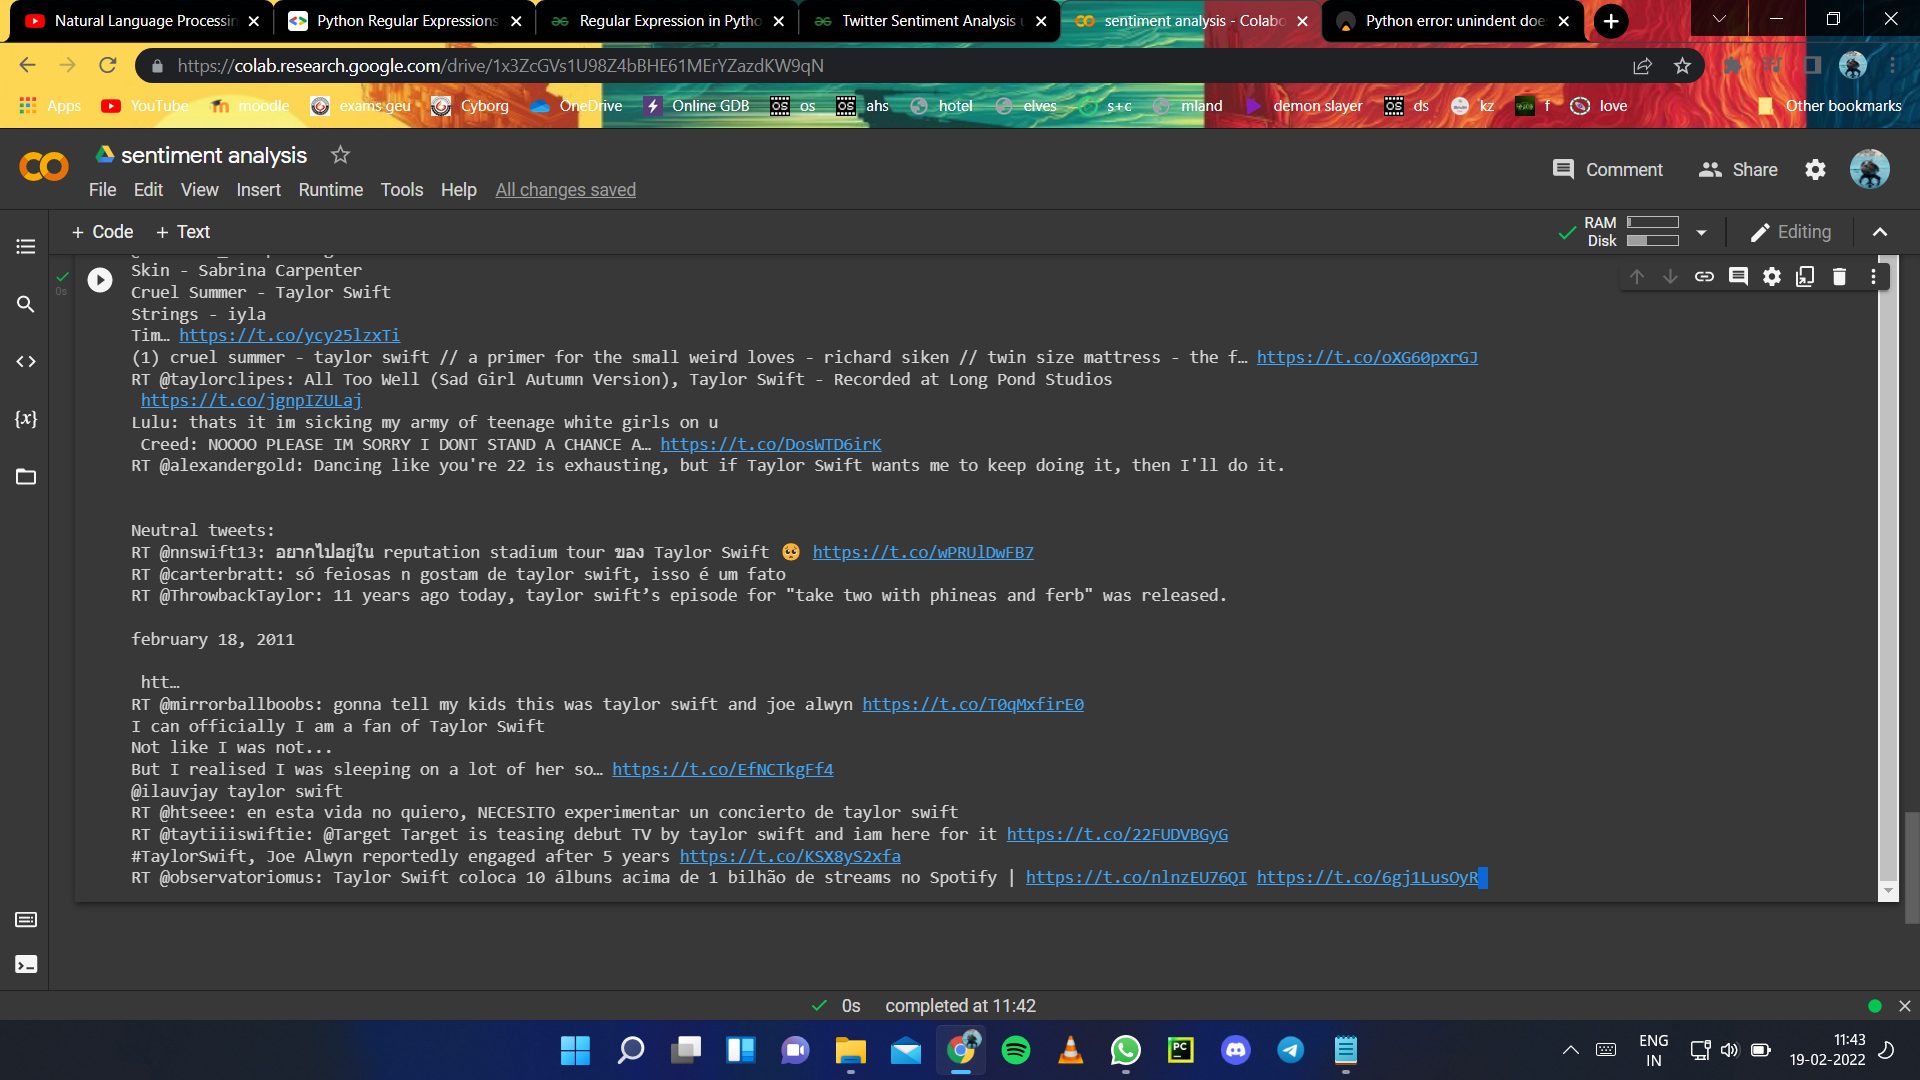 Natural Language Processin
Python Regular Expressions
Regular Expression in Pytho
Twitter Sentiment Analysis u
sentiment analysis - Colabo
Python error: unindent doe
https://colab.research.google.com/drive/1x3ZcGVs1U98Z4bBHE61MErYZazdKW9qN
Apps YouTube moodle exams geu Cyborg OneDrive Online GDB os ahs hotel elves s+c mland demon slayer ds kz f love Other bookmarks
sentiment analysis
Comment Share
File Edit View Insert Runtime Tools Help All changes saved
+ Code + Text
RAM
Disk
Editing
0s
Skin - Sabrina Carpenter
Cruel Summer - Taylor Swift
Strings - iyla
Tim… https://t.co/ycy25lzxTi
(1) cruel summer - taylor swift // a primer for the small weird loves - richard siken // twin size mattress - the f… https://t.co/oXG60pxrGJ
RT @taylorclipes: All Too Well (Sad Girl Autumn Version), Taylor Swift - Recorded at Long Pond Studios
https://t.co/jgnpIZULaj
Lulu: thats it im sicking my army of teenage white girls on u
Creed: NOOOO PLEASE IM SORRY I DONT STAND A CHANCE A… https://t.co/DosWTD6irK
RT @alexandergold: Dancing like you're 22 is exhausting, but if Taylor Swift wants me to keep doing it, then I'll do it.
Neutral tweets:
RT @nnswift13: อยากไปอยู่ใน reputation stadium tour ของ Taylor Swift 🥺 https://t.co/wPRUlDwFB7
RT @carterbratt: só feiosas n gostam de taylor swift, isso é um fato
RT @ThrowbackTaylor: 11 years ago today, taylor swift’s episode for "take two with phineas and ferb" was released.
february 18, 2011
htt…
RT @mirrorballboobs: gonna tell my kids this was taylor swift and joe alwyn https://t.co/T0qMxfirE0
I can officially I am a fan of Taylor Swift
Not like I was not...
But I realised I was sleeping on a lot of her so… https://t.co/EfNCTkgFf4
@ilauvjay taylor swift
RT @htseee: en esta vida no quiero, NECESITO experimentar un concierto de taylor swift
RT @taytiiiswiftie: @Target Target is teasing debut TV by taylor swift and iam here for it https://t.co/22FUDVBGyG
#TaylorSwift, Joe Alwyn reportedly engaged after 5 years https://t.co/KSX8yS2xfa
RT @observatoriomus: Taylor Swift coloca 10 álbuns acima de 1 bilhão de streams no Spotify | https://t.co/nlnzEU76QI https://t.co/6gj1LusOyR
0s completed at 11:42
ENG
IN
11:43
19-02-2022